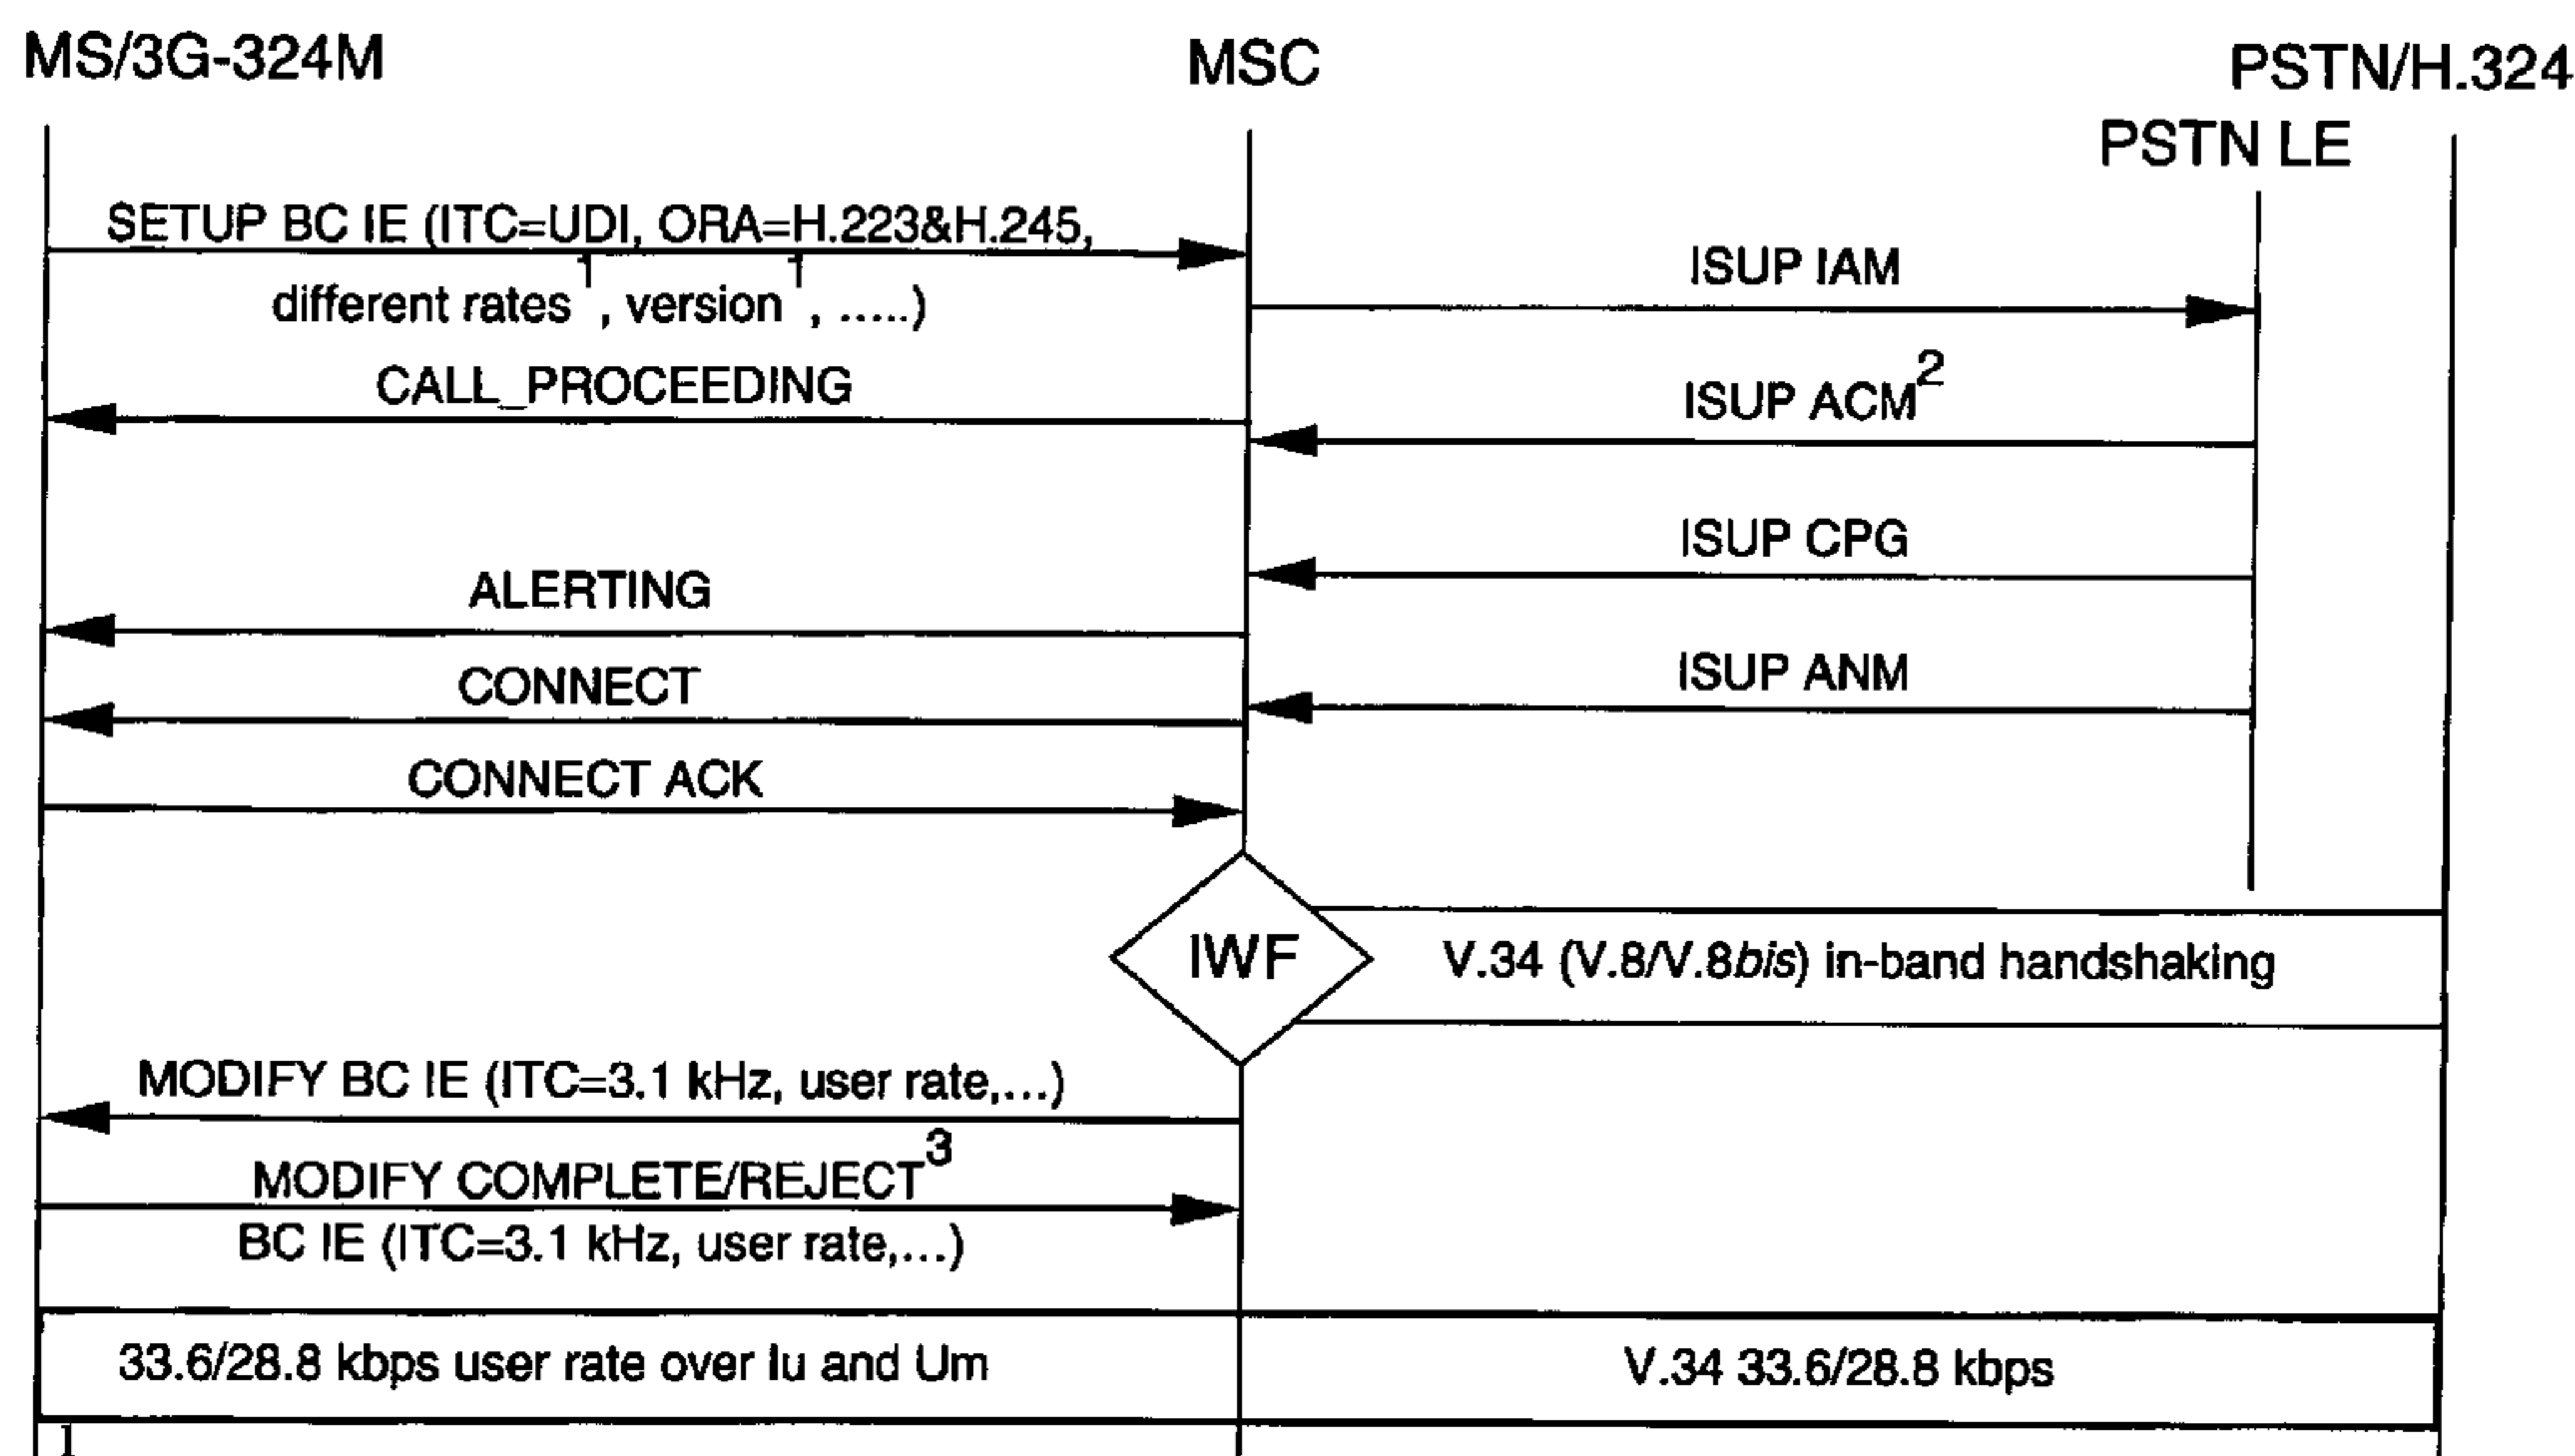 MS/3G-324M
MSC
PSTN/H.324
PSTN LE
SETUP BC IE (ITC=UDI, ORA=H.223&H.245,
different rates1, version1, .....)
ISUP IAM
CALL_PROCEEDING
ISUP ACM2
ISUP CPG
ALERTING
ISUP ANM
CONNECT
CONNECT ACK
IWF
V.34 (V.8/V.8bis) in-band handshaking
MODIFY BC IE (ITC=3.1 kHz, user rate,...)
MODIFY COMPLETE/REJECT3
BC IE (ITC=3.1 kHz, user rate,...)
33.6/28.8 kbps user rate over Iu and Um
V.34 33.6/28.8 kbps
1